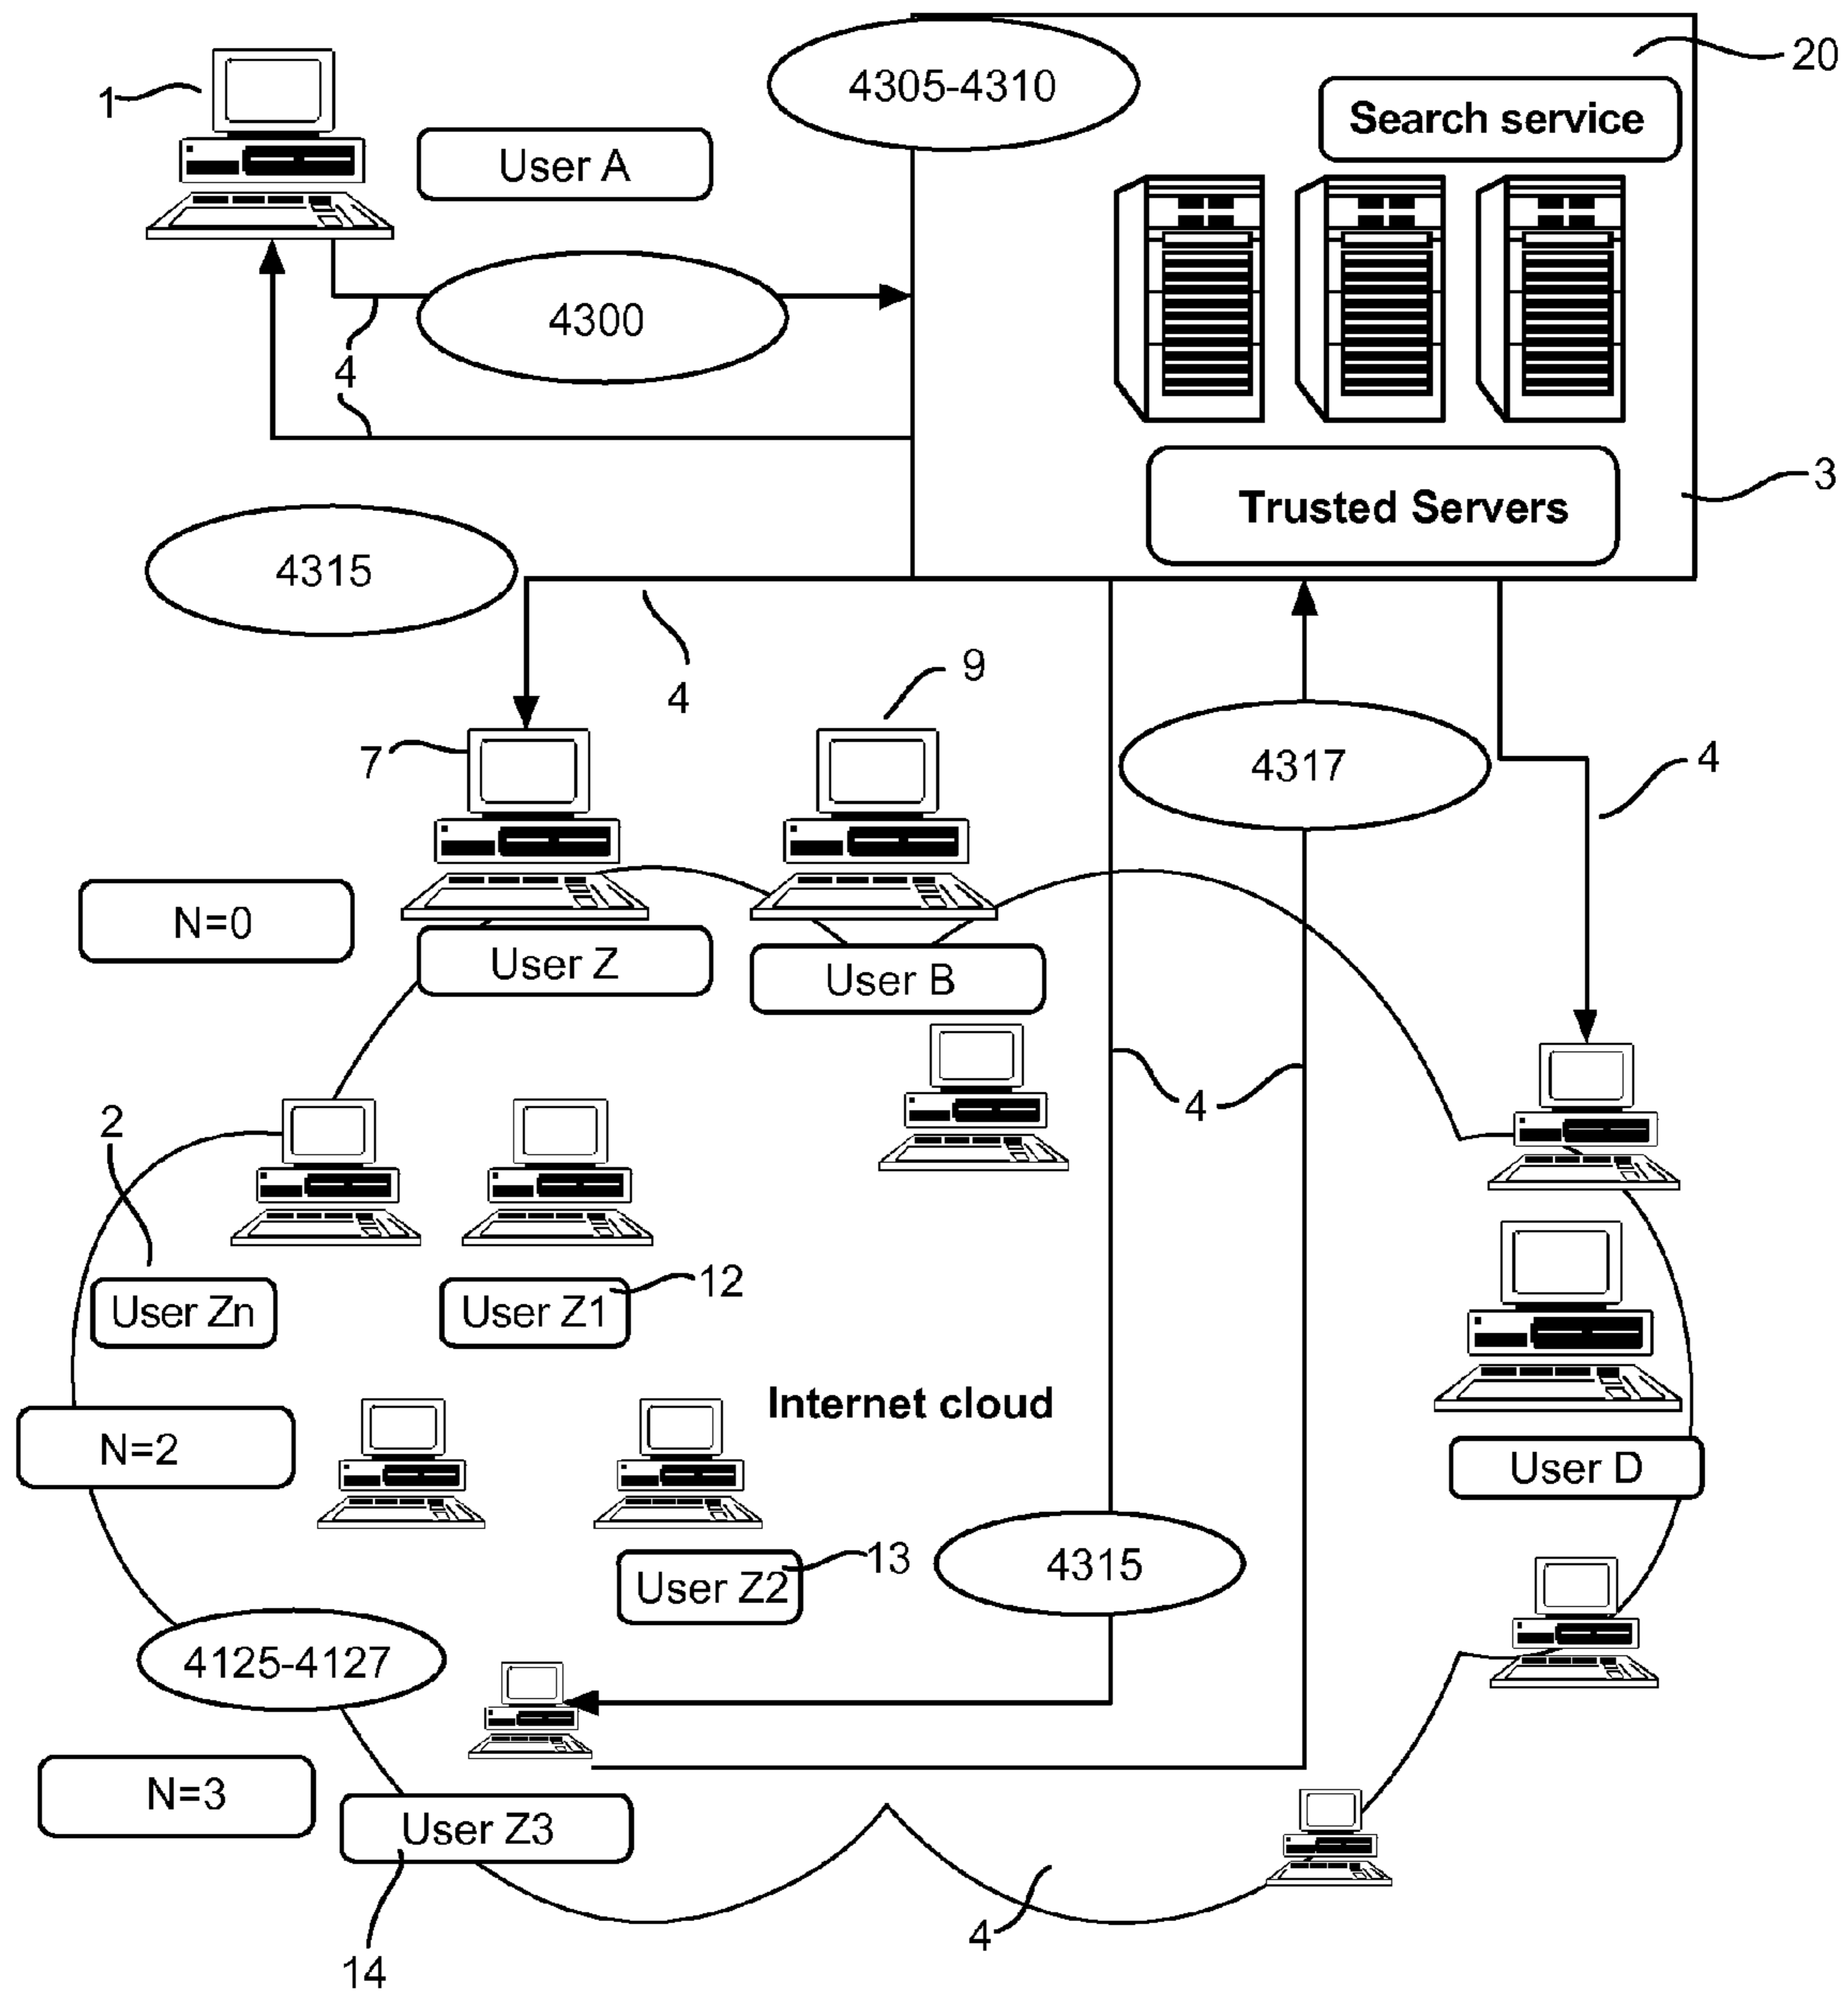 4305-4310
20
1
Search service
User A
4300
4
4
3
Trusted Servers
4315
9
4
7
4317
4
N=0
User Z
User B
2
4
12
User Zn
User Z1
Internet cloud
N=2
User D
13
4315
User Z2
4125-4127
N=3
User Z3
4
14